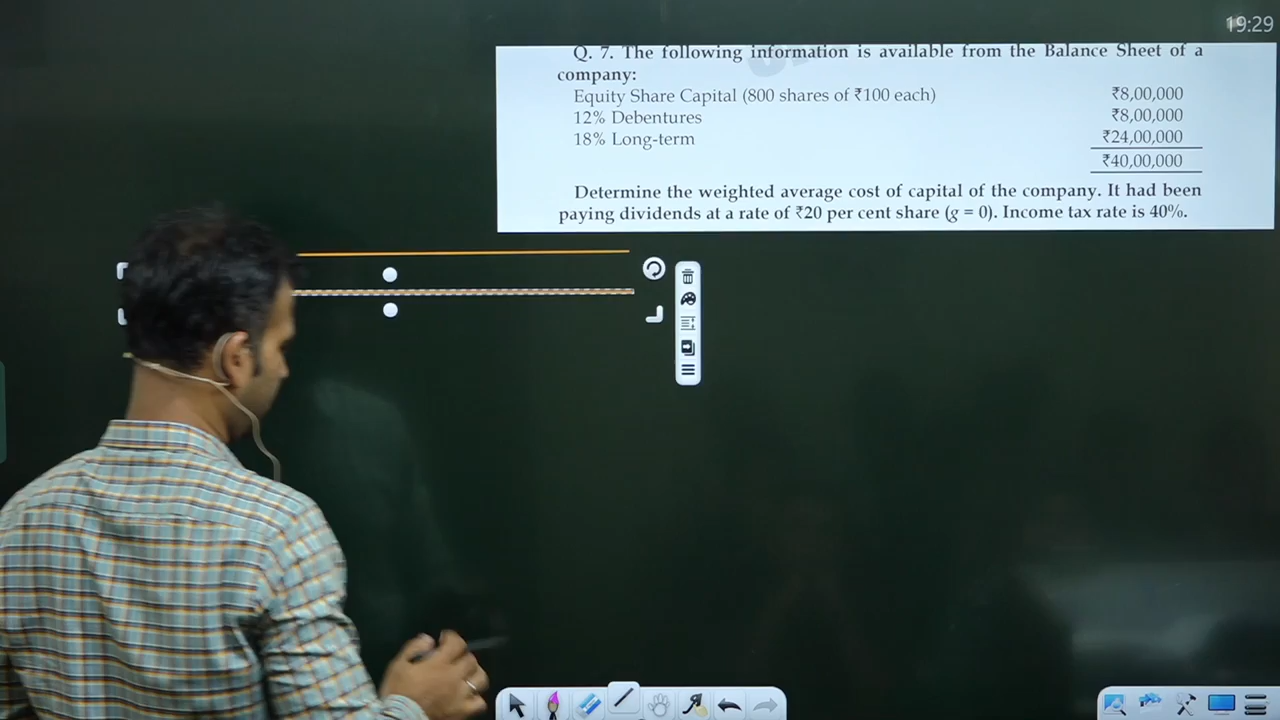 19:29
Q. 7. The following information is available from the Balance Sheet of a
company:
Equity Share Capital (800 shares of ₹100 each) ₹8,00,000
12% Debentures ₹8,00,000
18% Long-term ₹24,00,000
₹40,00,000
Determine the weighted average cost of capital of the company. It had been
paying dividends at a rate of ₹20 per cent share (g = 0). Income tax rate is 40%.